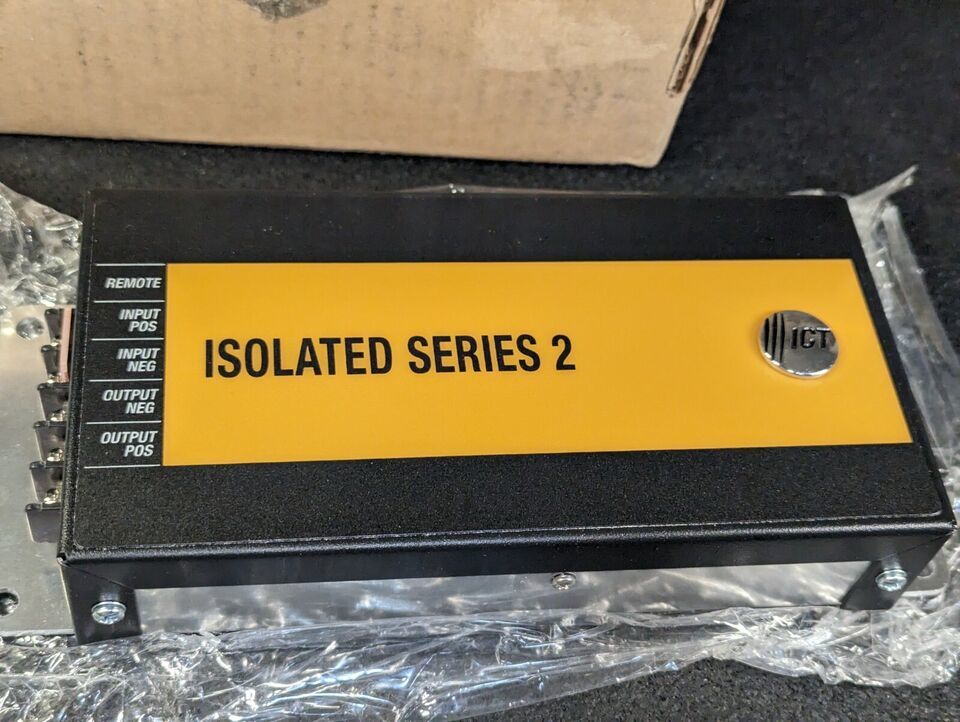 REMOTE
INPUT
POS
INPUT
NEG
OUTPUT
NEG
OUTPUT
POS
ISOLATED SERIES 2
ICT